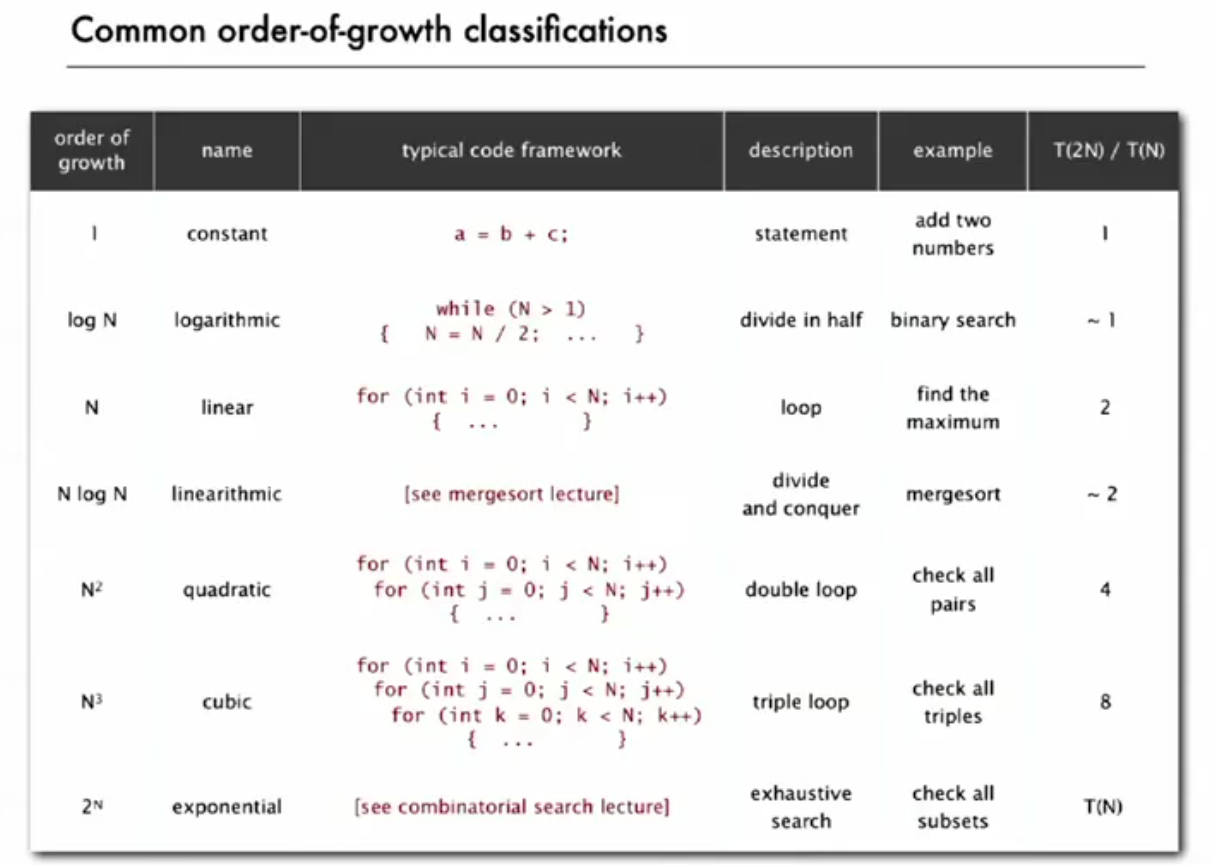 Common order-of-growth classifications
order of growth | name | typical code framework | description | example | T(2N) / T(N)
1 | constant | a = b + c; | statement | add two numbers | 1
log N | logarithmic | while (N > 1) { N = N / 2; ... } | divide in half | binary search | ~ 1
N | linear | for (int i = 0; i < N; i++) { ... } | loop | find the maximum | 2
N log N | linearithmic | [see mergesort lecture] | divide and conquer | mergesort | ~ 2
N² | quadratic | for (int i = 0; i < N; i++) for (int j = 0; j < N; j++) { ... } | double loop | check all pairs | 4
N³ | cubic | for (int i = 0; i < N; i++) for (int j = 0; j < N; j++) for (int k = 0; k < N; k++) { ... } | triple loop | check all triples | 8
2ᴺ | exponential | [see combinatorial search lecture] | exhaustive search | check all subsets | T(N)